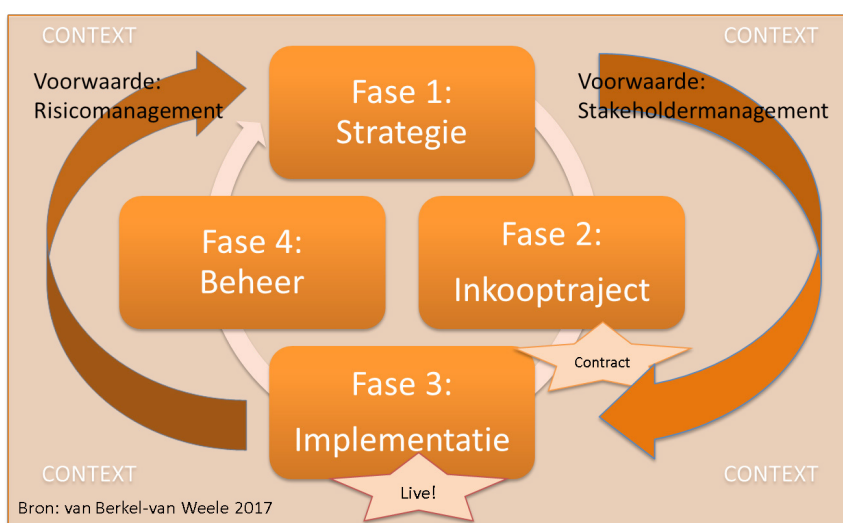 CONTEXT
CONTEXT
Voorwaarde:
Risicomanagement
Fase 1:
Strategie
Voorwaarde:
Stakeholdermanagement
Fase 4:
Beheer
Fase 2:
Inkooptraject
Contract
Fase 3:
Implementatie
Live!
CONTEXT
CONTEXT
Bron: van Berkel-van Weele 2017